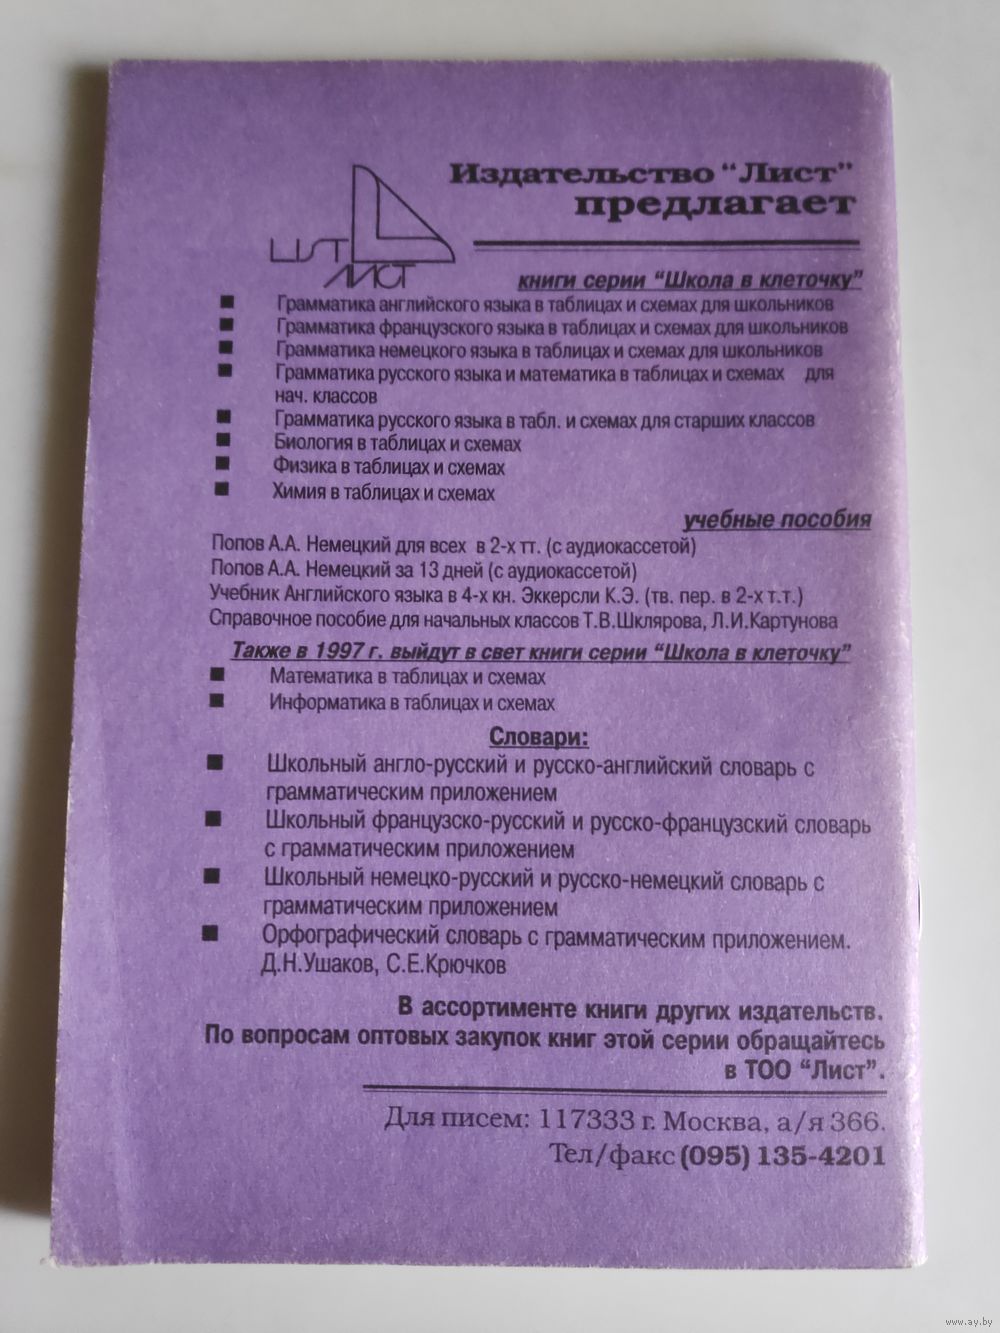 Издательство "Лист"
предлагает
LIST
ЛИСТ
книги серии "Школа в клеточку"
■ Грамматика английского языка в таблицах и схемах для школьников
■ Грамматика французского языка в таблицах и схемах для школьников
■ Грамматика немецкого языка в таблицах и схемах для школьников
■ Грамматика русского языка и математика в таблицах и схемах для
нач. классов
■ Грамматика русского языка в табл. и схемах для старших классов
■ Биология в таблицах и схемах
■ Физика в таблицах и схемах
■ Химия в таблицах и схемах
учебные пособия
Попов А.А. Немецкий для всех в 2-х тт. (с аудиокассетой)
Попов А.А. Немецкий за 13 дней (с аудиокассетой)
Учебник Английского языка в 4-х кн. Эккерсли К.Э. (тв. пер. в 2-х т.т.)
Справочное пособие для начальных классов Т.В.Шклярова, Л.И.Картунова
Также в 1997 г. выйдут в свет книги серии "Школа в клеточку"
■ Математика в таблицах и схемах
■ Информатика в таблицах и схемах
Словари:
■ Школьный англо-русский и русско-английский словарь с
грамматическим приложением
■ Школьный французско-русский и русско-французский словарь
с грамматическим приложением
■ Школьный немецко-русский и русско-немецкий словарь с
грамматическим приложением
■ Орфографический словарь с грамматическим приложением.
Д.Н.Ушаков, С.Е.Крючков
В ассортименте книги других издательств.
По вопросам оптовых закупок книг этой серии обращайтесь
в ТОО "Лист".
Для писем: 117333 г. Москва, а/я 366.
Тел/факс (095) 135-4201
www.ay.by